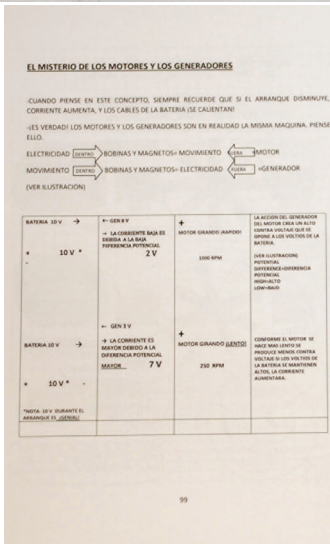 EL MISTERIO DE LOS MOTORES Y LOS GENERADORES
-CUANDO PIENSE EN ESTE CONCEPTO, SIEMPRE RECUERDE QUE SI EL ARRANQUE DISMINUYE,
CORRIENTE AUMENTA, Y LOS CABLES DE LA BATERIA ¡SE CALIENTAN!
-¡ES VERDAD! LOS MOTORES Y LOS GENERADORES SON EN REALIDAD LA MISMA MAQUINA. PIENSE
ELLO.
ELECTRICIDAD DENTRO BOBINAS Y MAGNETOS= MOVIMIENTO FUERA =MOTOR
MOVIMIENTO DENTRO BOBINAS Y MAGNETOS= ELECTRICIDAD FUERA =GENERADOR
(VER ILUSTRACION)
BATERIA 10 V →
+ 10 V *
-
← GEN 8 V
→ LA CORRIENTE BAJA ES
DEBIDA A LA BAJA
DIFERENCIA POTENCIAL
2 V
+
MOTOR GIRANDO (RAPIDO)
1000 RPM
LA ACCIÓN DEL GENERADOR
DEL MOTOR CREA UN ALTO
CONTRA VOLTAJE QUE SE
OPONE A LOS VOLTIOS DE LA
BATERIA.
(VER ILUSTRACION)
POTENTIAL
DIFFERENCE=DIFERENCIA
POTENCIAL
HIGH=ALTO
LOW=BAJO
BATERIA 10 V →
+ 10 V * -
*NOTA: 10 V DURANTE EL
ARRANQUE ES ¡GENIAL!
← GEN 3 V
→ LA CORRIENTE ES
MAYOR DEBIDO A LA
DIFERENCIA POTENCIAL
MAYOR 7 V
+
MOTOR GIRANDO (LENTO)
250 RPM
CONFORME EL MOTOR SE
HACE MAS LENTO SE
PRODUCE MENOS CONTRA
VOLTAJE SI LOS VOLTIOS DE
LA BATERIA SE MANTIENEN
ALTOS, LA CORRIENTE
AUMENTARA.
99